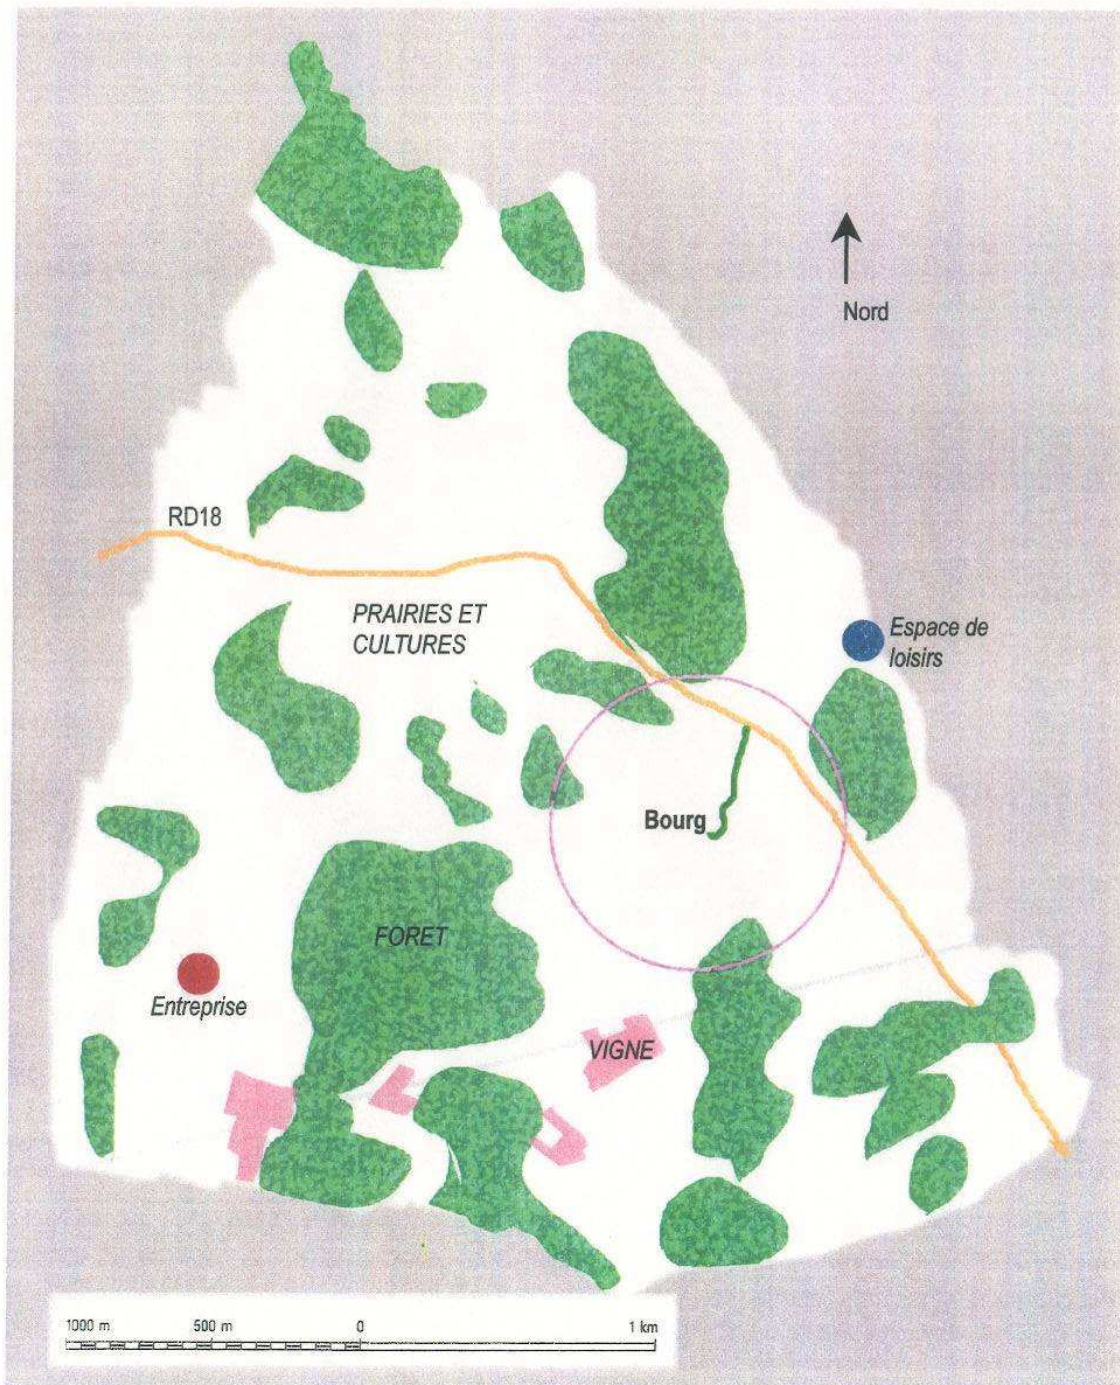 Nord
RD18
PRAIRIES ET
CULTURES
Espace de
loisirs
Bourg
FORET
Entreprise
VIGNE
1000 m 500 m 0 1 km